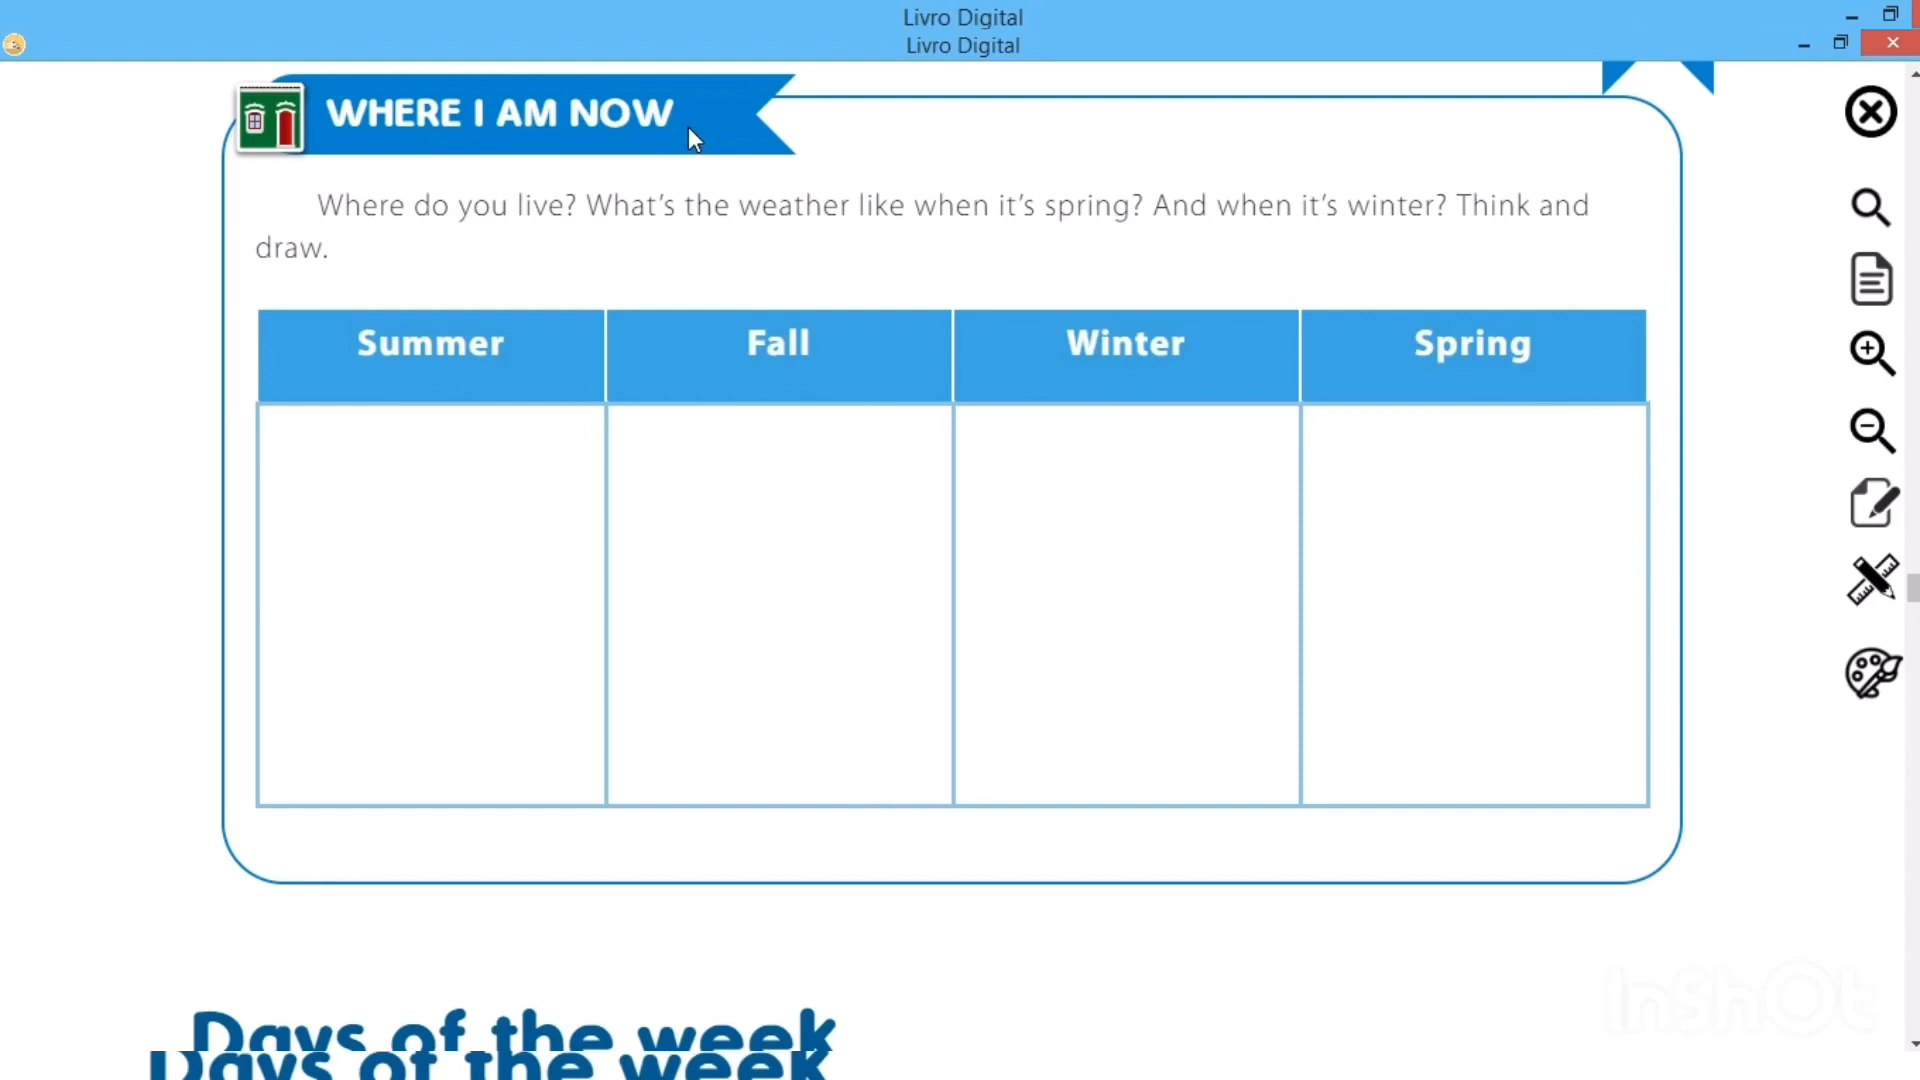 Livro Digital
Livro Digital
WHERE I AM NOW
Where do you live? What's the weather like when it's spring? And when it's winter? Think and
draw.
Summer Fall Winter Spring
InShOt
Days of the week
Days of the week